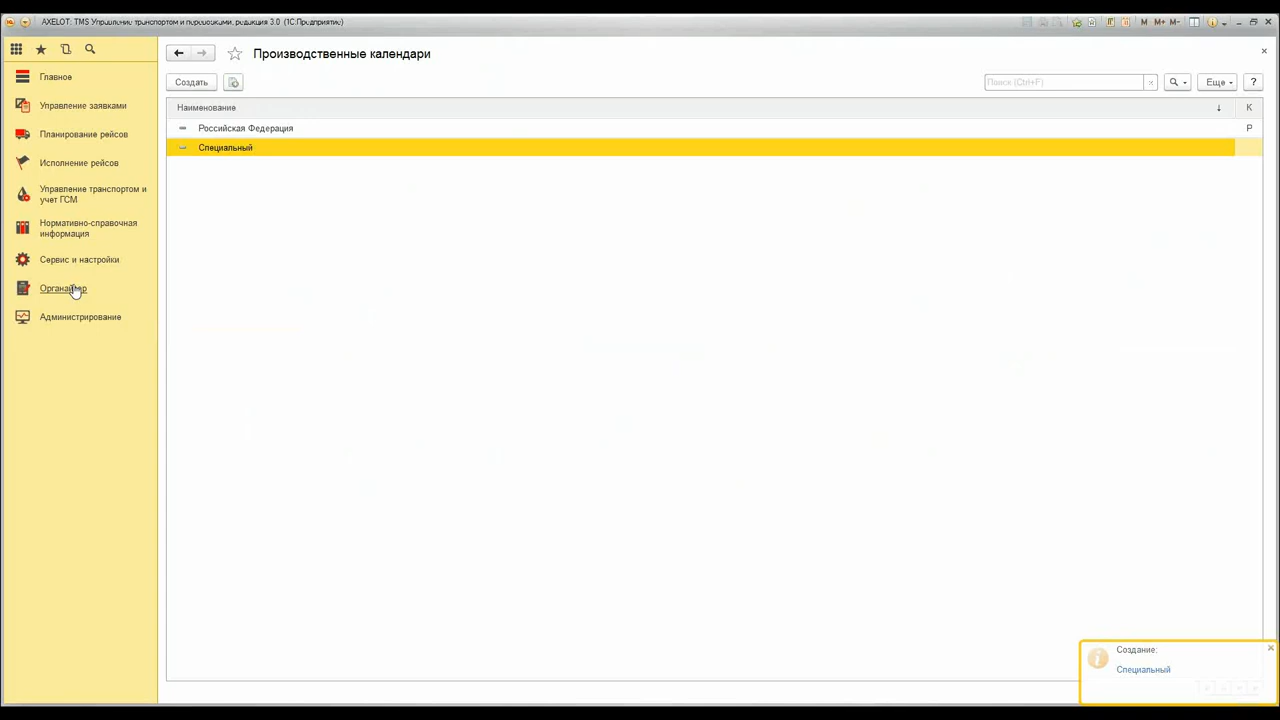 AXELOT: TMS Управление транспортом и перевозками, редакция 3.0 (1С:Предприятие)
M M+ M-
Производственные календари
Главное
Создать
Поиск (Ctrl+F)
Еще
?
Управление заявками
Наименование
К
Планирование рейсов
Российская Федерация
Р
Специальный
Исполнение рейсов
Управление транспортом и
учет ГСМ
Нормативно-справочная
информация
Сервис и настройки
Органайзер
Администрирование
Создание:
Специальный